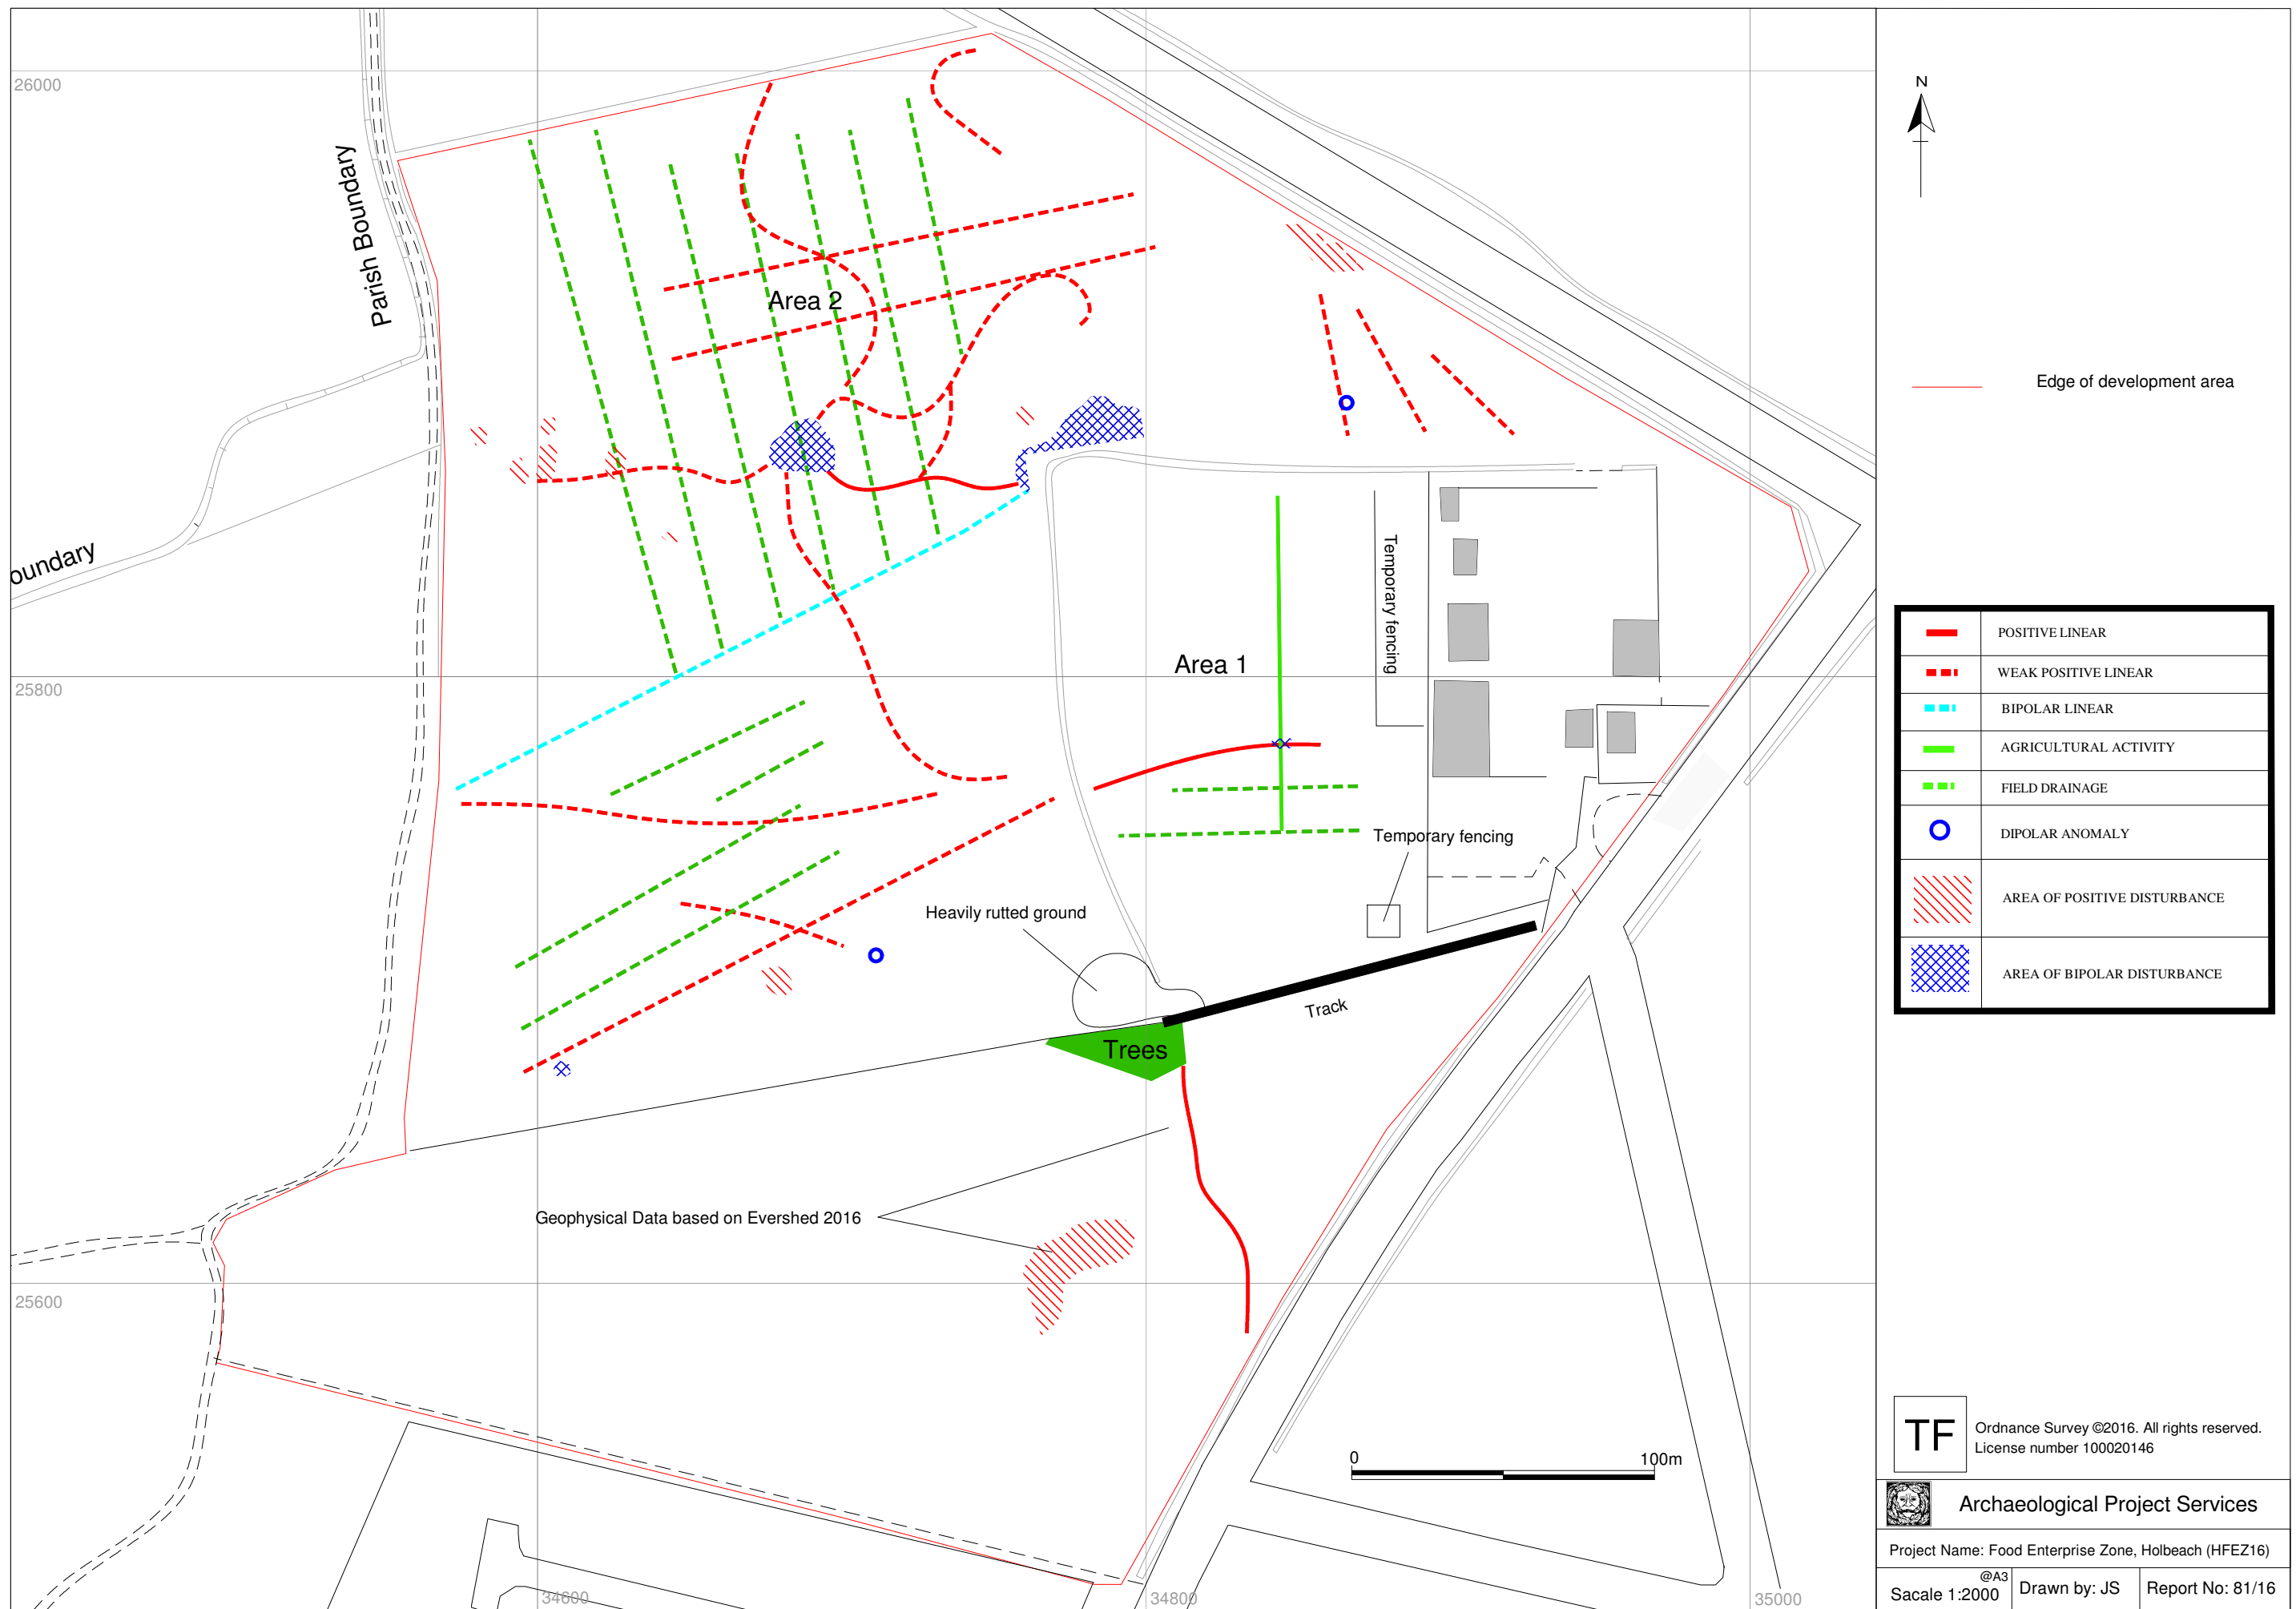 26000
N
Parish Boundary
Edge of development area
Area 2
oundary
Temporary fencing
Area 1
25800
POSITIVE LINEAR
WEAK POSITIVE LINEAR
BIPOLAR LINEAR
AGRICULTURAL ACTIVITY
FIELD DRAINAGE
DIPOLAR ANOMALY
AREA OF POSITIVE DISTURBANCE
AREA OF BIPOLAR DISTURBANCE
Temporary fencing
Heavily rutted ground
Track
Trees
Geophysical Data based on Evershed 2016
25600
0 100m
34600
34800
35000
TF
Ordnance Survey ©2016. All rights reserved.
License number 100020146
Archaeological Project Services
Project Name: Food Enterprise Zone, Holbeach (HFEZ16)
@A3
Sacale 1:2000
Drawn by: JS
Report No: 81/16